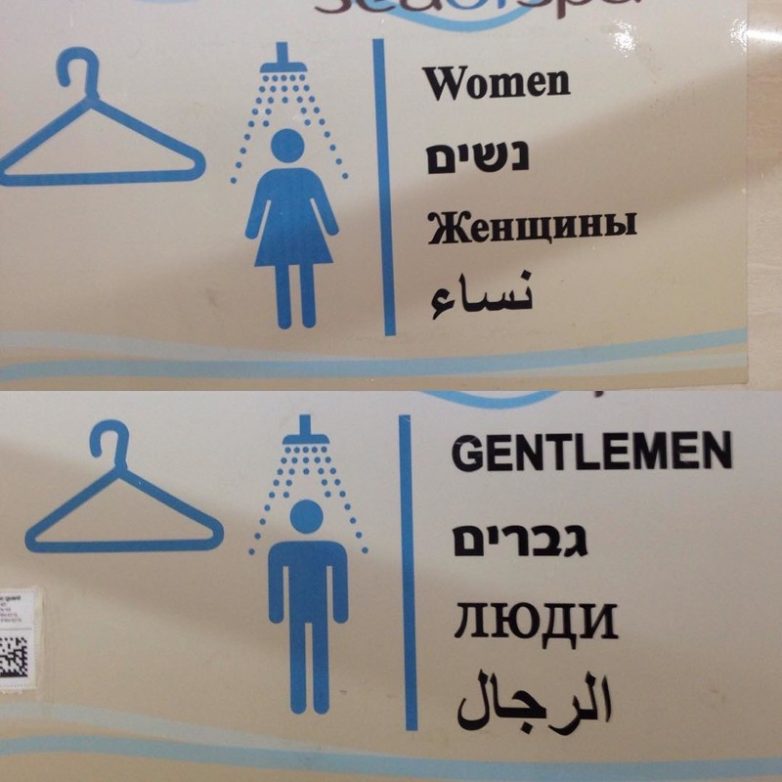 Women
נשים
Женщины
نساء
GENTLEMEN
גברים
ЛЮДИ
الرجال